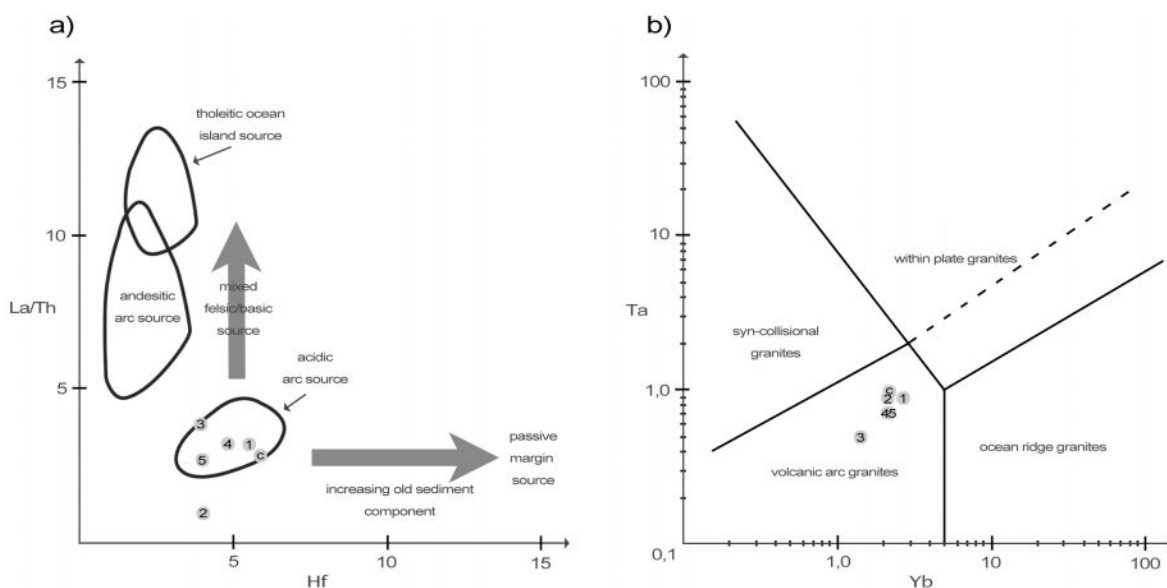 a)
15
10
5
La/Th
tholeitic ocean
island source
andesitic
arc source
mixed
felsic/basic
source
acidic
arc source
3
4
1
5
c
2
passive
margin
source
increasing old sediment
component
5
10
15
Hf
b)
100
10
Ta
1,0
0,1
within plate granites
syn-collisional
granites
c
2
1
45
3
volcanic arc granites
ocean ridge granites
1,0
10
100
Yb